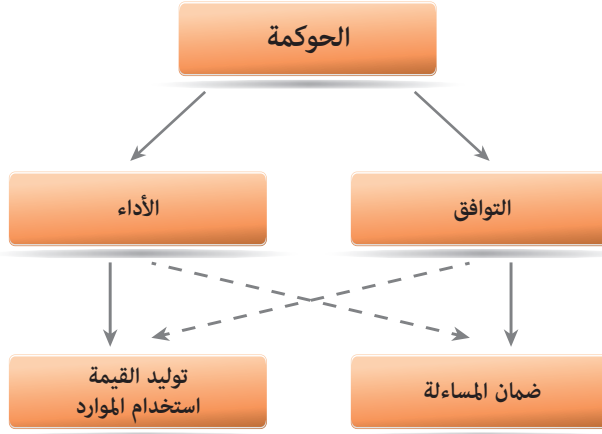 الحوكمة
التوافق
الأداء
ضمان المساءلة
توليد القيمة
استخدام الموارد